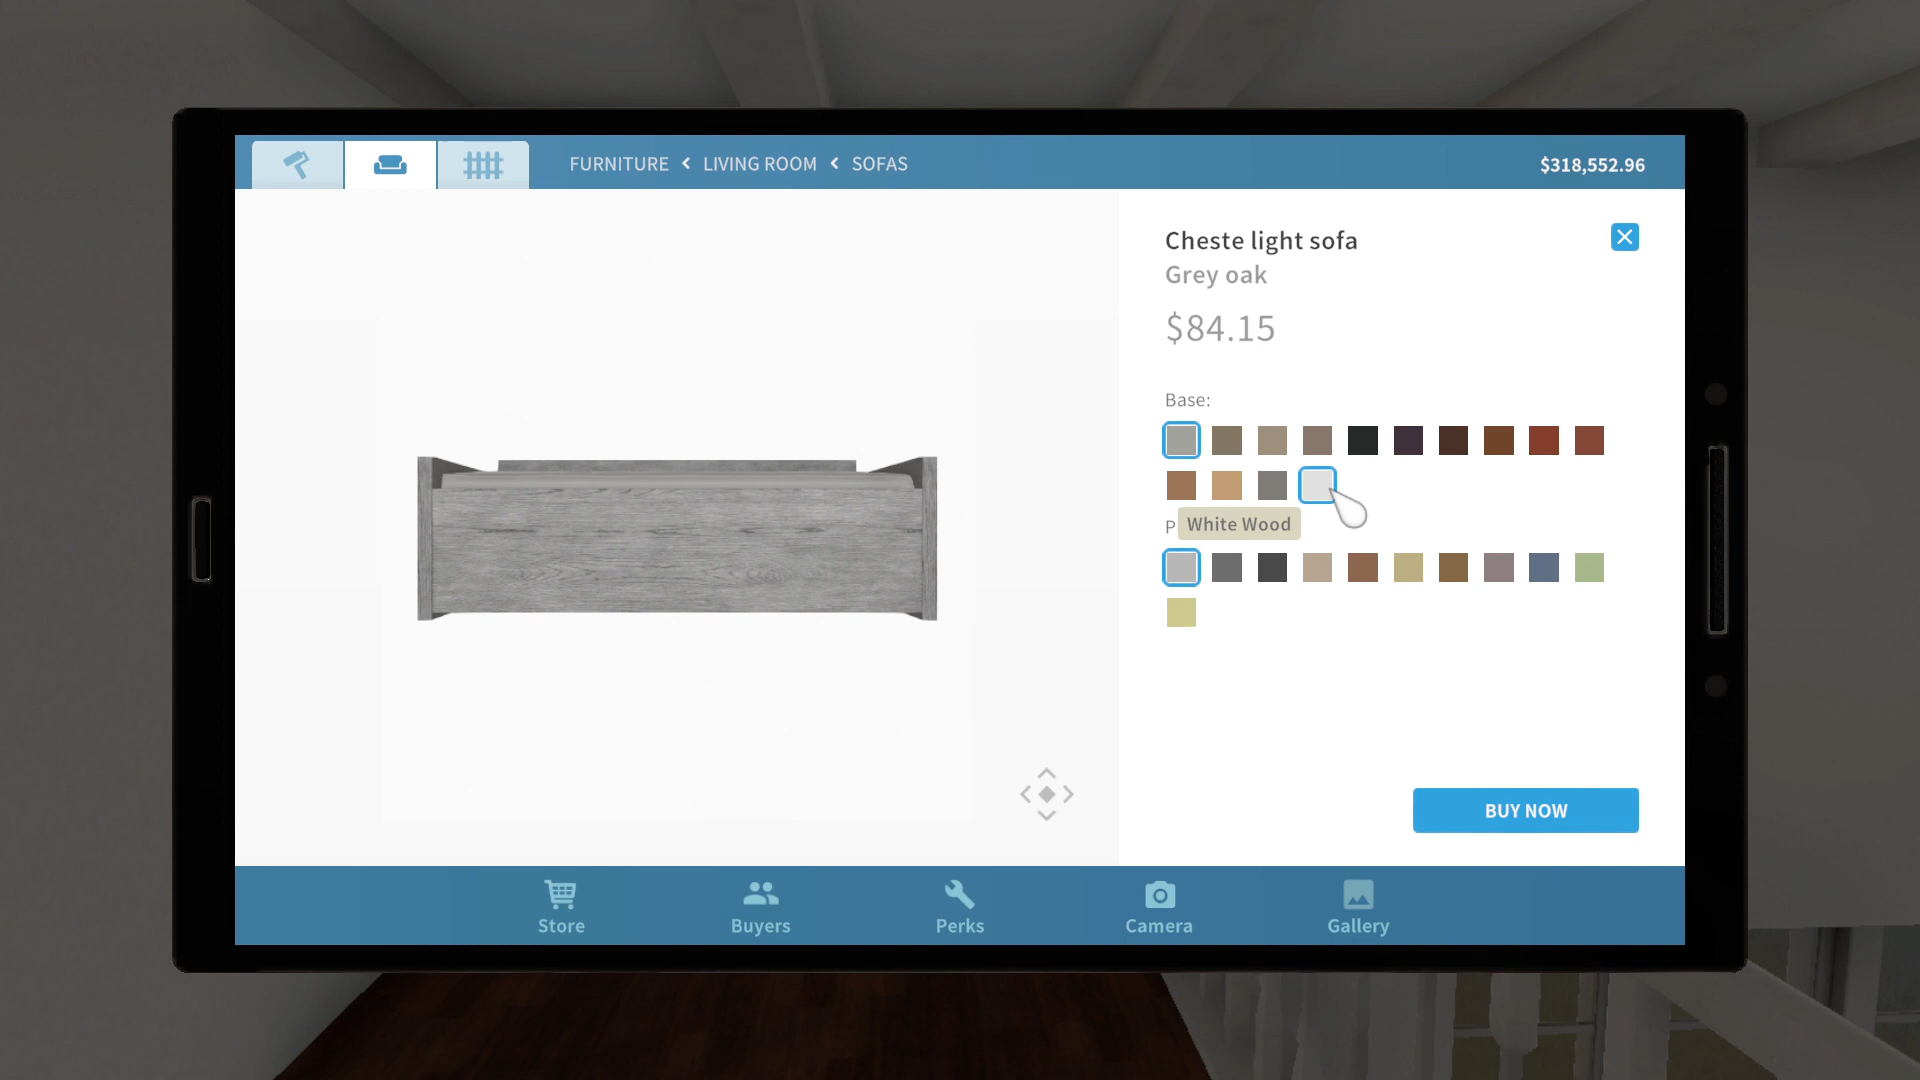 FURNITURE < LIVING ROOM < SOFAS
$318,552.96
Cheste light sofa
Grey oak
$84.15
Base:
White Wood
BUY NOW
Store
Buyers
Perks
Camera
Gallery